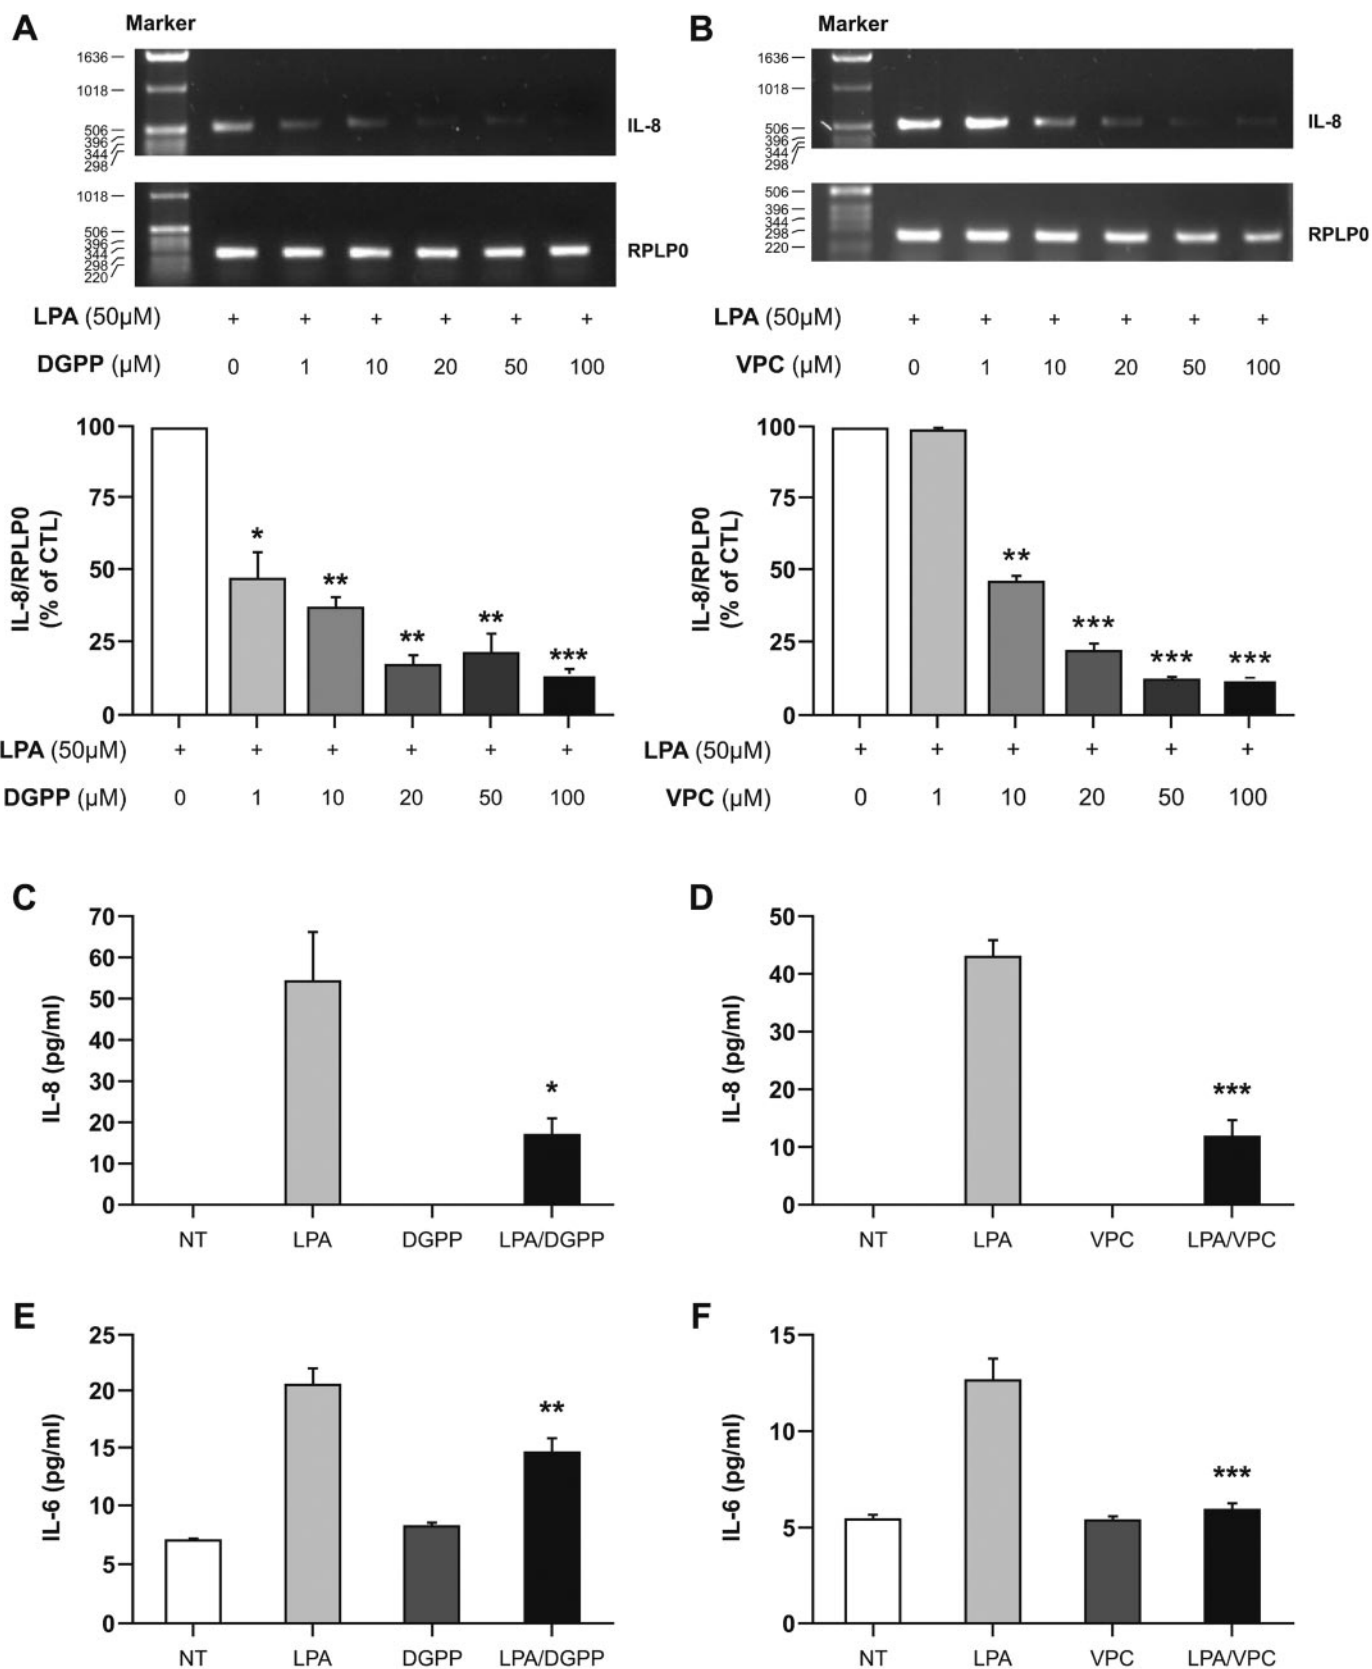 A
Marker
1636
1018
506
396
344
298
IL-8
1018
506
396
344
298
220
RPLP0
LPA (50µM) + + + + + +
DGPP (µM) 0 1 10 20 50 100
IL-8/RPLP0
(% of CTL)
100
75
50
25
0
*
**
**
**
***
LPA (50µM) + + + + + +
DGPP (µM) 0 1 10 20 50 100
B
Marker
1636
1018
506
396
344
298
IL-8
506
396
344
298
220
RPLP0
LPA (50µM) + + + + + +
VPC (µM) 0 1 10 20 50 100
IL-8/RPLP0
(% of CTL)
100
75
50
25
0
**
***
***
***
LPA (50µM) + + + + + +
VPC (µM) 0 1 10 20 50 100
C
IL-8 (pg/ml)
70
60
50
40
30
20
10
0
*
NT LPA DGPP LPA/DGPP
D
IL-8 (pg/ml)
50
40
30
20
10
0
***
NT LPA VPC LPA/VPC
E
IL-6 (pg/ml)
25
20
15
10
5
0
**
NT LPA DGPP LPA/DGPP
F
IL-6 (pg/ml)
15
10
5
0
***
NT LPA VPC LPA/VPC